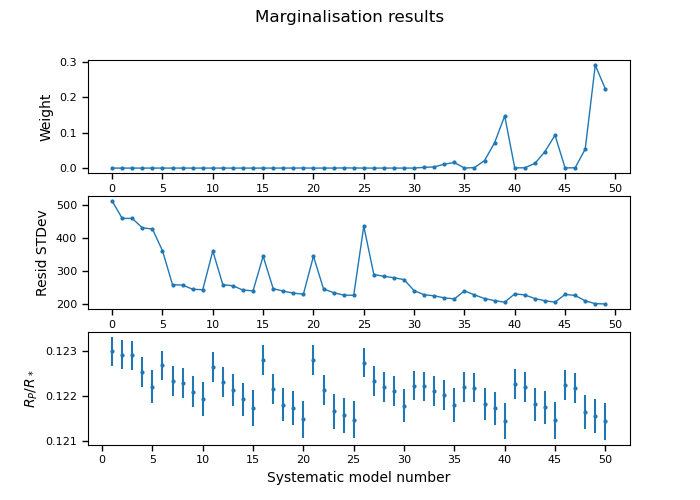 Marginalisation results
Weight
0.3
0.2
0.1
0.0
0 5 10 15 20 25 30 35 40 45 50
Resid STDev
500
400
300
200
0 5 10 15 20 25 30 35 40 45 50
R_P/R_*
0.123
0.122
0.121
0 5 10 15 20 25 30 35 40 45 50
Systematic model number